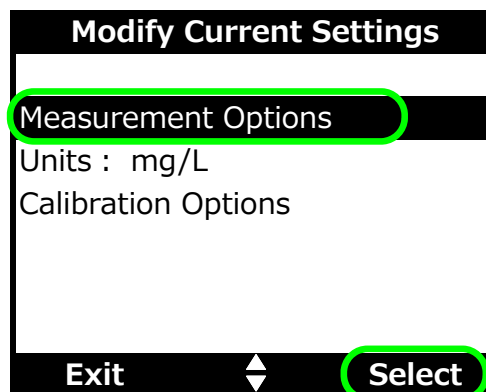 Modify Current Settings
Measurement Options
Units : mg/L
Calibration Options
Exit Select